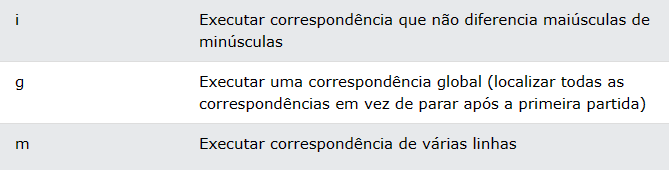 i Executar correspondência que não diferencia maiúsculas de
minúsculas
g Executar uma correspondência global (localizar todas as
correspondências em vez de parar após a primeira partida)
m Executar correspondência de várias linhas